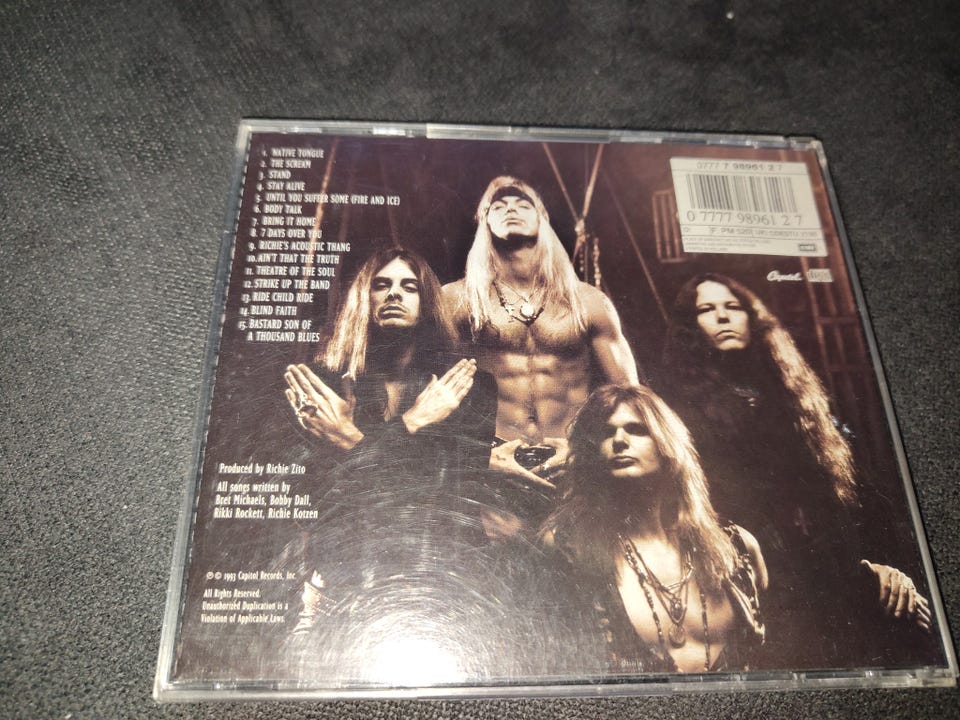 1. NATIVE TONGUE
2. THE SCREAM
3. STAND
4. STAY ALIVE
5. UNTIL YOU SUFFER SOME (FIRE AND ICE)
6. BODY TALK
7. BRING IT HOME
8. 7 DAYS OVER YOU
9. RICHIE'S ACOUSTIC THANG
10. AIN'T THAT THE TRUTH
11. THEATRE OF THE SOUL
12. STRIKE UP THE BAND
13. RIDE CHILD RIDE
14. BLIND FAITH
15. BASTARD SON OF
A THOUSAND BLUES
0777 7 98961 2 7
0 77777 98961 2 7
F: PM 520
EMI
Capitol.
Produced by Richie Zito
All songs written by
Bret Michaels, Bobby Dall,
Rikki Rockett, Richie Kotzen
℗ © 1993 Capitol Records, Inc.
All Rights Reserved.
Unauthorized Duplication is a
Violation of Applicable Laws.